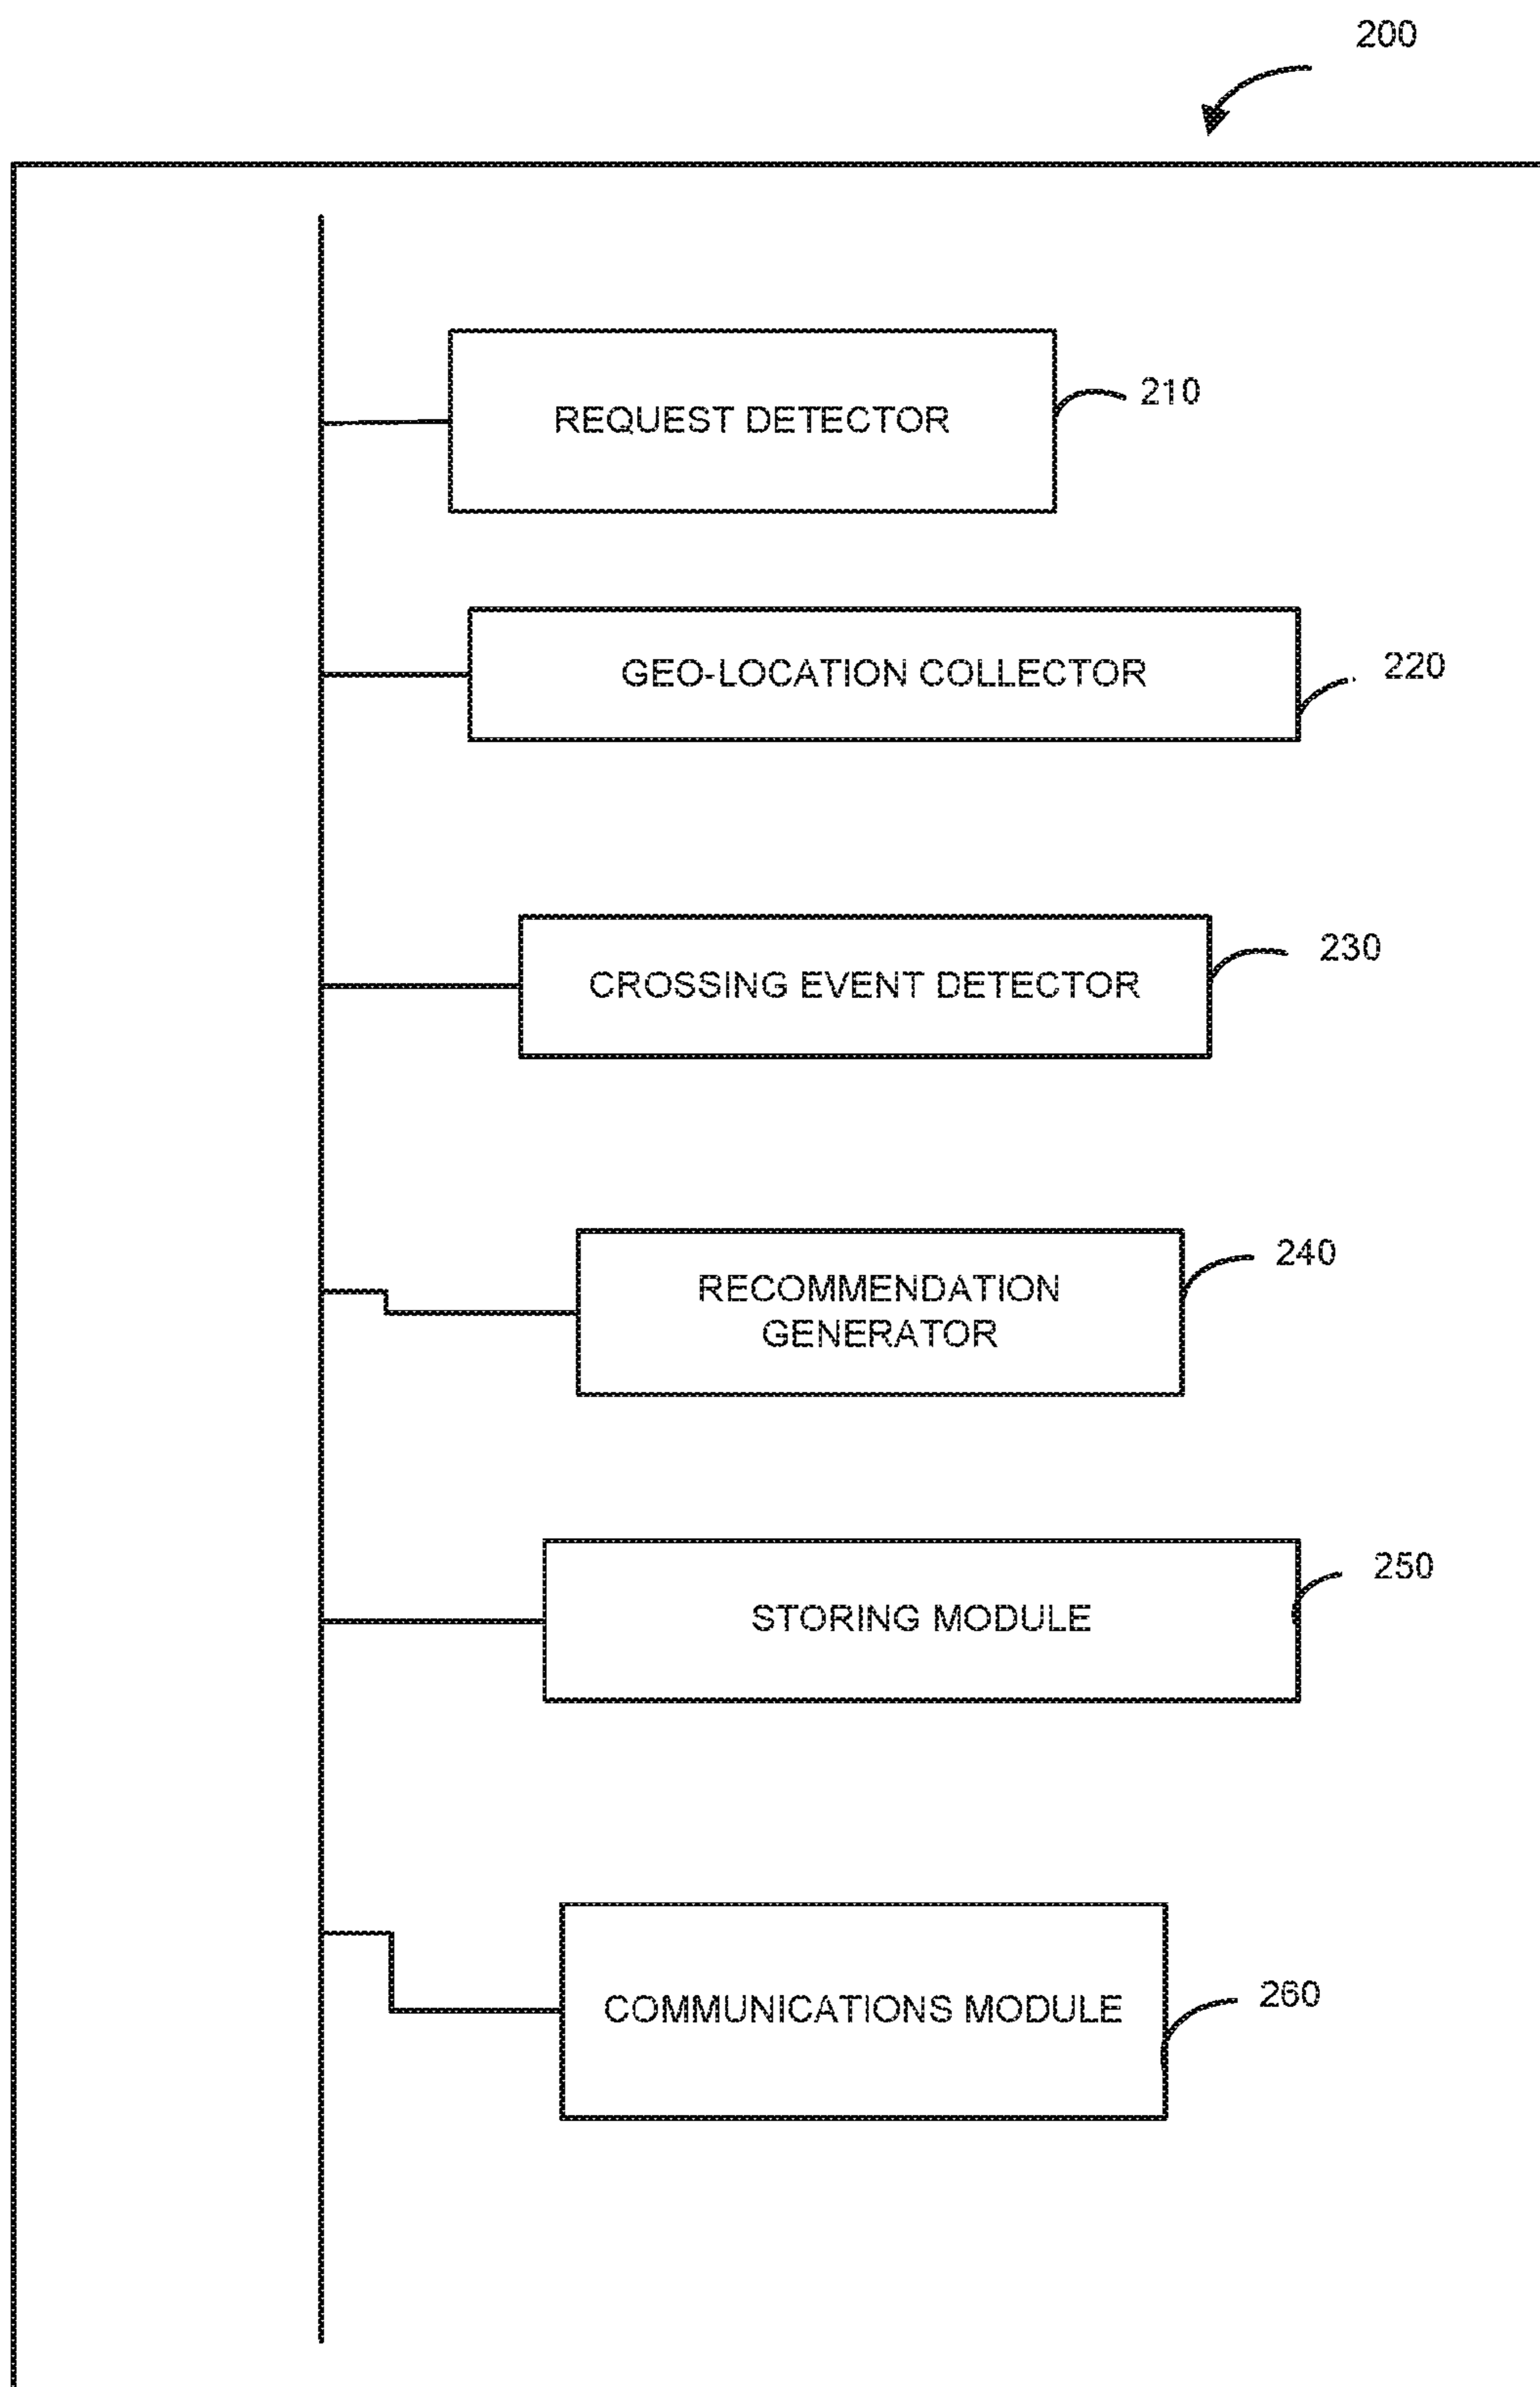 200
REQUEST DETECTOR
210
GEO-LOCATION COLLECTOR
220
CROSSING EVENT DETECTOR
230
RECOMMENDATION
GENERATOR
240
STORING MODULE
250
COMMUNICATIONS MODULE
260